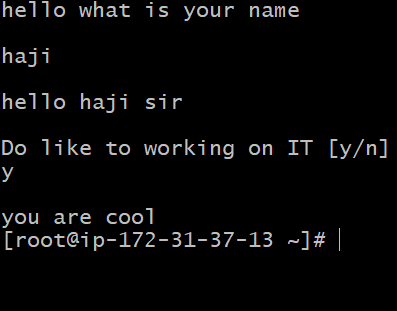 hello what is your name
haji
hello haji sir
Do like to working on IT [y/n]
y
you are cool
[root@ip-172-31-37-13 ~]#